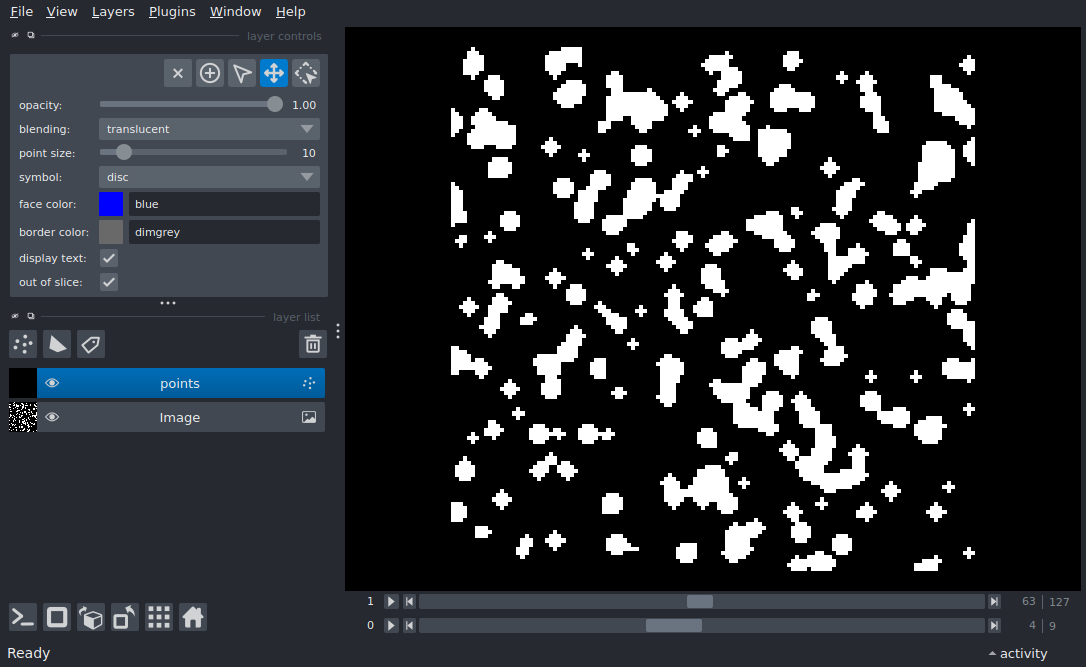 File View Layers Plugins Window Help
layer controls
opacity: 1.00
blending: translucent
point size: 10
symbol: disc
face color: blue
border color: dimgrey
display text:
out of slice:
layer list
points
Image
1 63 | 127
0 4 | 9
Ready activity